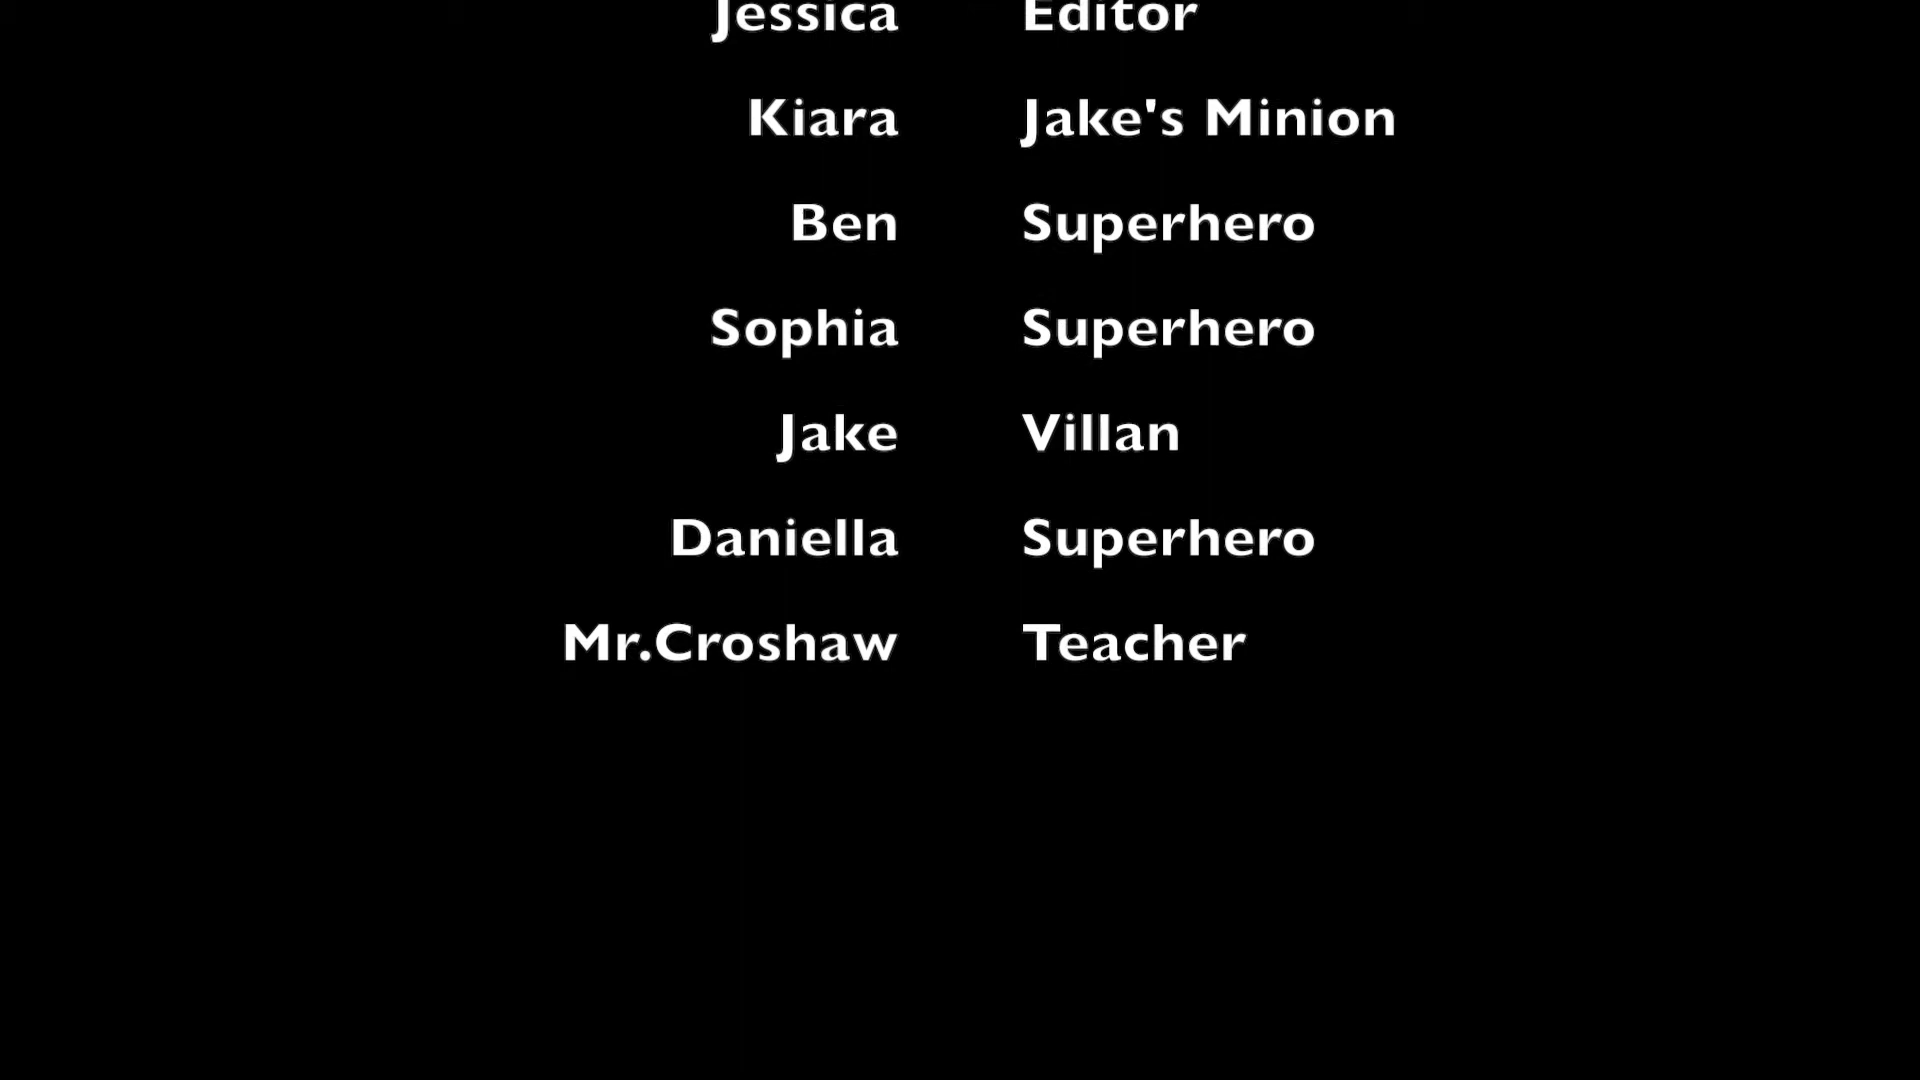 Jessica Editor
Kiara Jake's Minion
Ben Superhero
Sophia Superhero
Jake Villan
Daniella Superhero
Mr.Croshaw Teacher